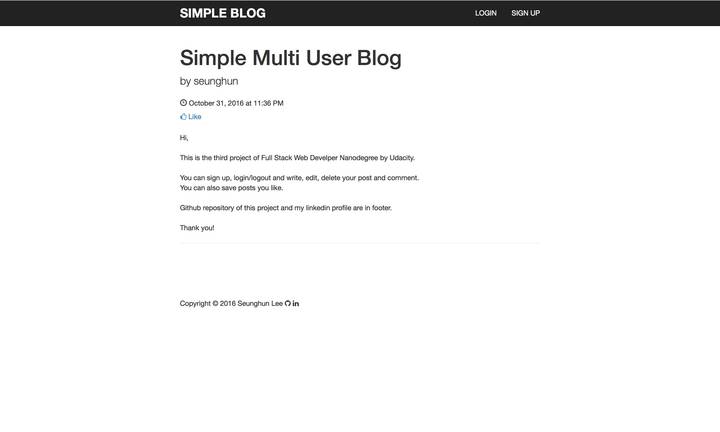 SIMPLE BLOG LOGIN SIGN UP
Simple Multi User Blog
by seunghun
October 31, 2016 at 11:36 PM
Like
Hi,
This is the third project of Full Stack Web Develper Nanodegree by Udacity.
You can sign up, login/logout and write, edit, delete your post and comment.
You can also save posts you like.
Github repository of this project and my linkedin profile are in footer.
Thank you!
Copyright © 2016 Seunghun Lee in